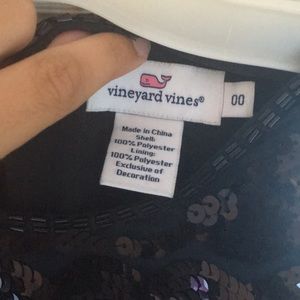 vineyard vines®
00
Made in China
Shell:
100% Polyester
Lining:
100% Polyester
Exclusive of
Decoration